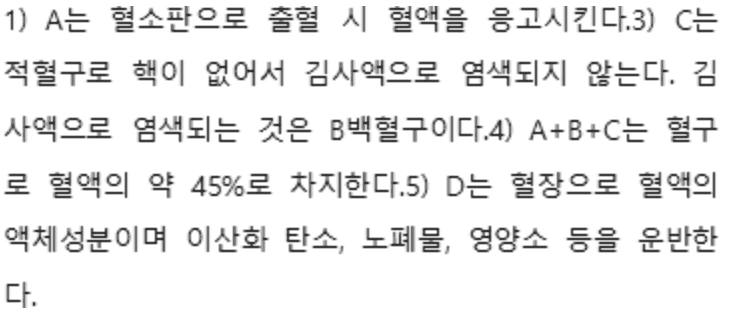 1) A는 혈소판으로 출혈 시 혈액을 응고시킨다.3) C는
적혈구로 핵이 없어서 김사액으로 염색되지 않는다. 김
사액으로 염색되는 것은 B백혈구이다.4) A+B+C는 혈구
로 혈액의 약 45%로 차지한다.5) D는 혈장으로 혈액의
액체성분이며 이산화 탄소, 노폐물, 영양소 등을 운반한
다.